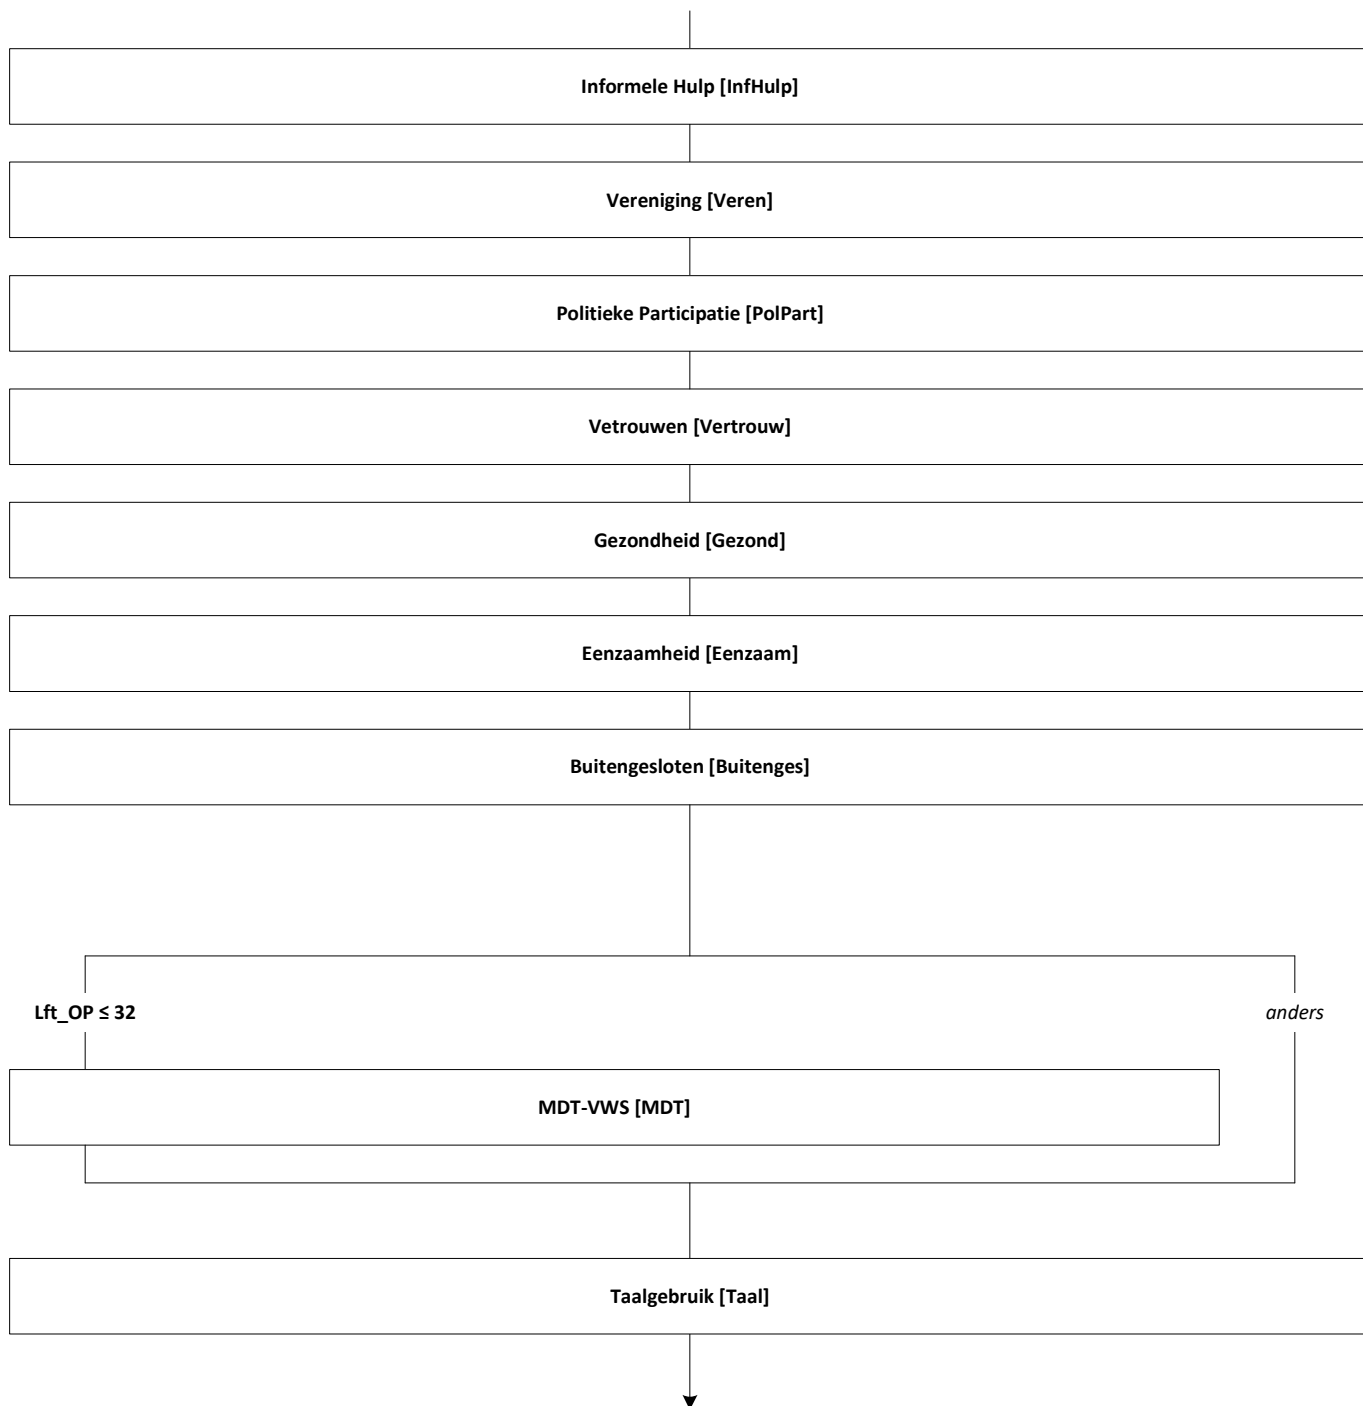 Informele Hulp [InfHulp]
Vereniging [Veren]
Politieke Participatie [PolPart]
Vetrouwen [Vertrouw]
Gezondheid [Gezond]
Eenzaamheid [Eenzaam]
Buitengesloten [Buitenges]
Lft_OP ≤ 32
anders
MDT-VWS [MDT]
Taalgebruik [Taal]